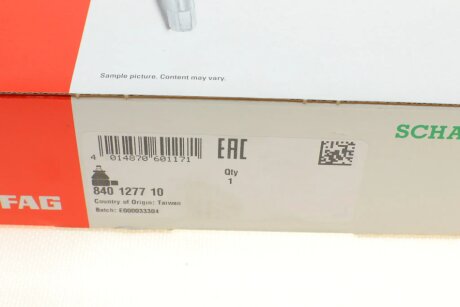 Sample picture. Content may vary.
SCHA
4 014870 601171
EAC
Qty
1
840 1277 10
Country of Origin: Taiwan
Batch: E000033304
FAG